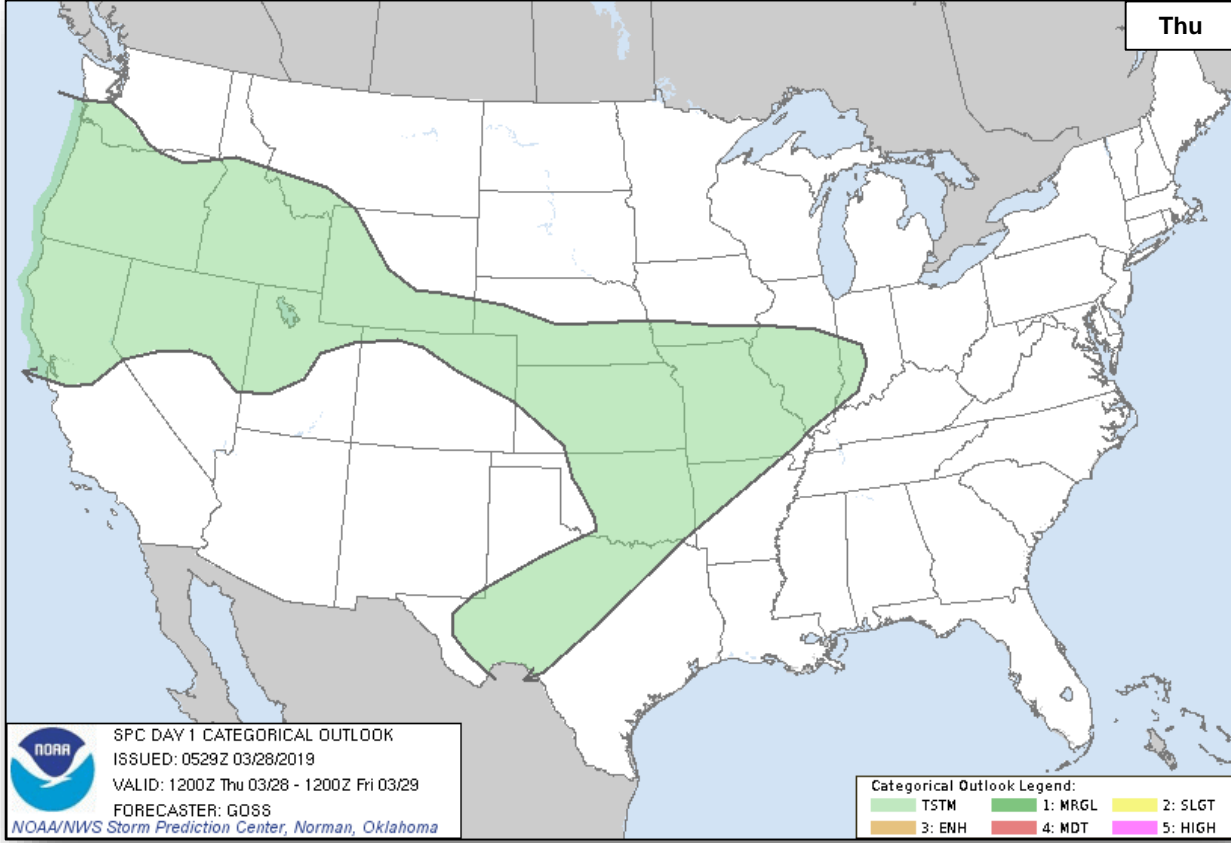 Thu
NOAA
SPC DAY 1 CATEGORICAL OUTLOOK
ISSUED: 0529Z 03/28/2019
VALID: 1200Z Thu 03/28 - 1200Z Fri 03/29
FORECASTER: GOSS
NOAA/NWS Storm Prediction Center, Norman, Oklahoma
Categorical Outlook Legend:
TSTM 1: MRGL 2: SLGT
3: ENH 4: MDT 5: HIGH